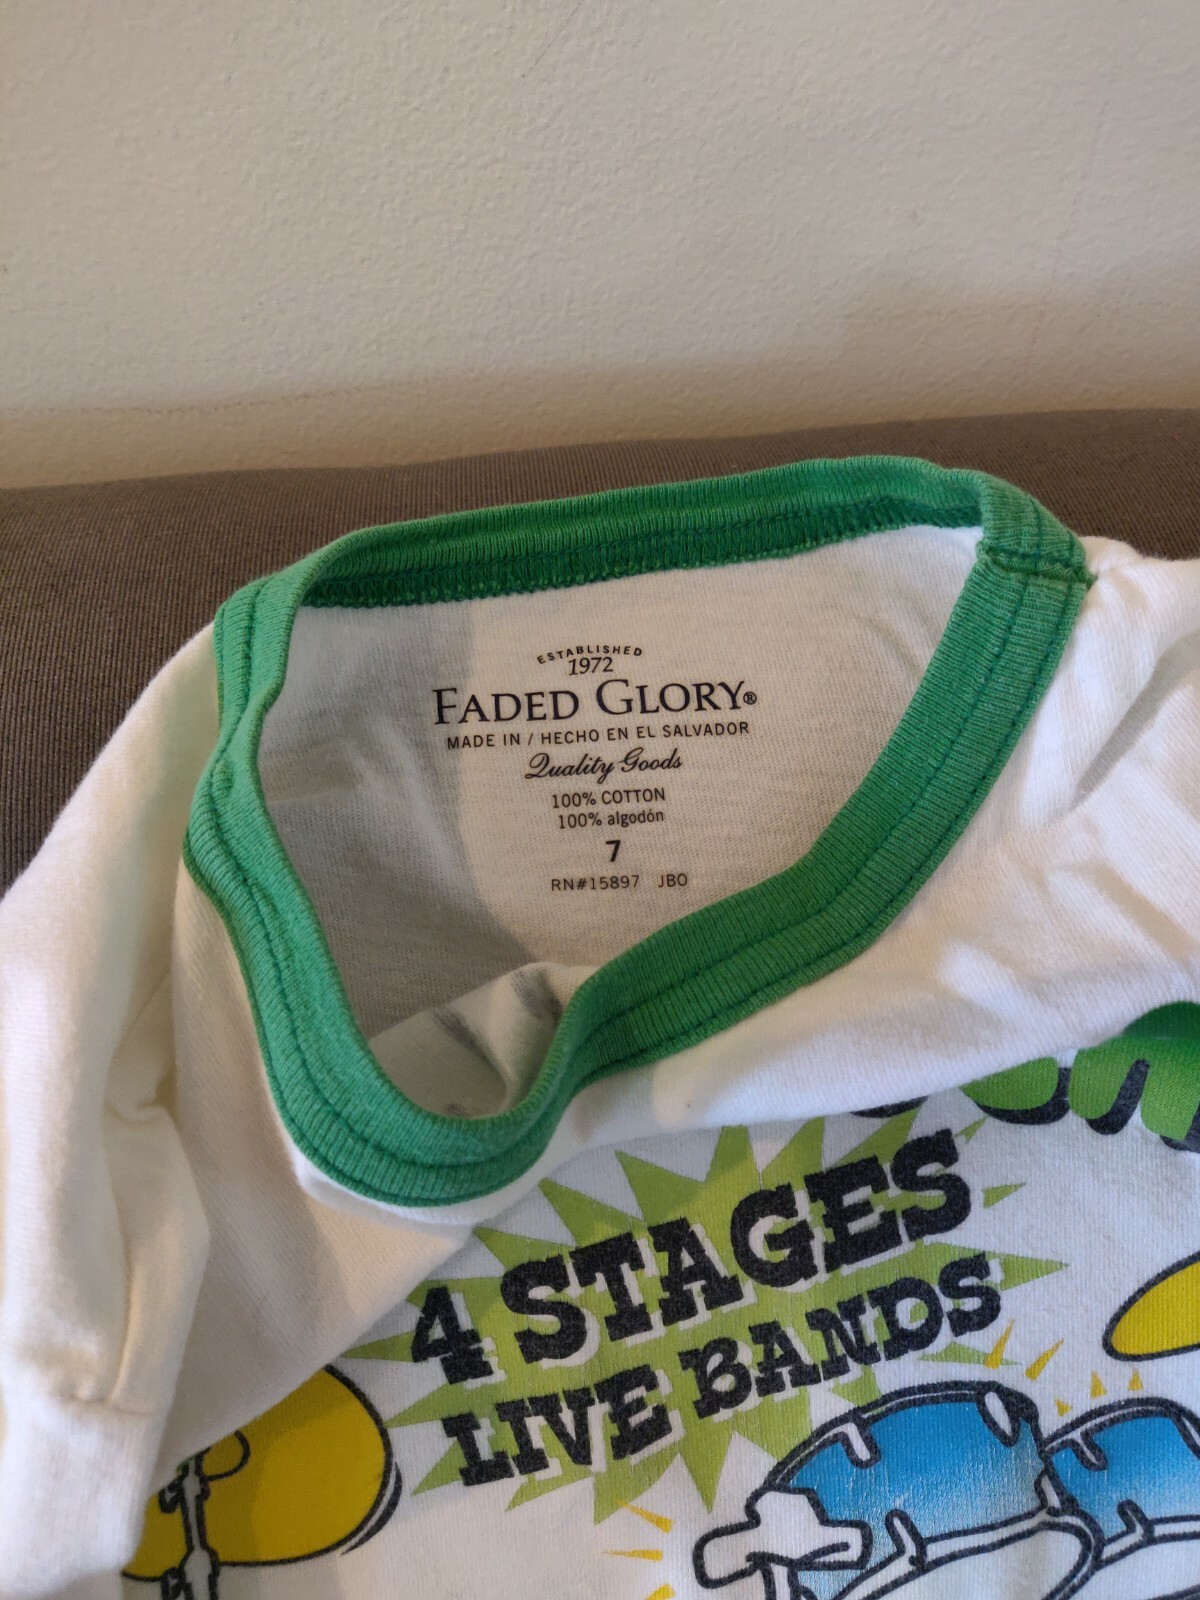 ESTABLISHED
1972
FADED GLORY®
MADE IN / HECHO EN EL SALVADOR
Quality Goods
100% COTTON
100% algodón
7
RN#15897 JBO
4 STAGES
LIVE BANDS